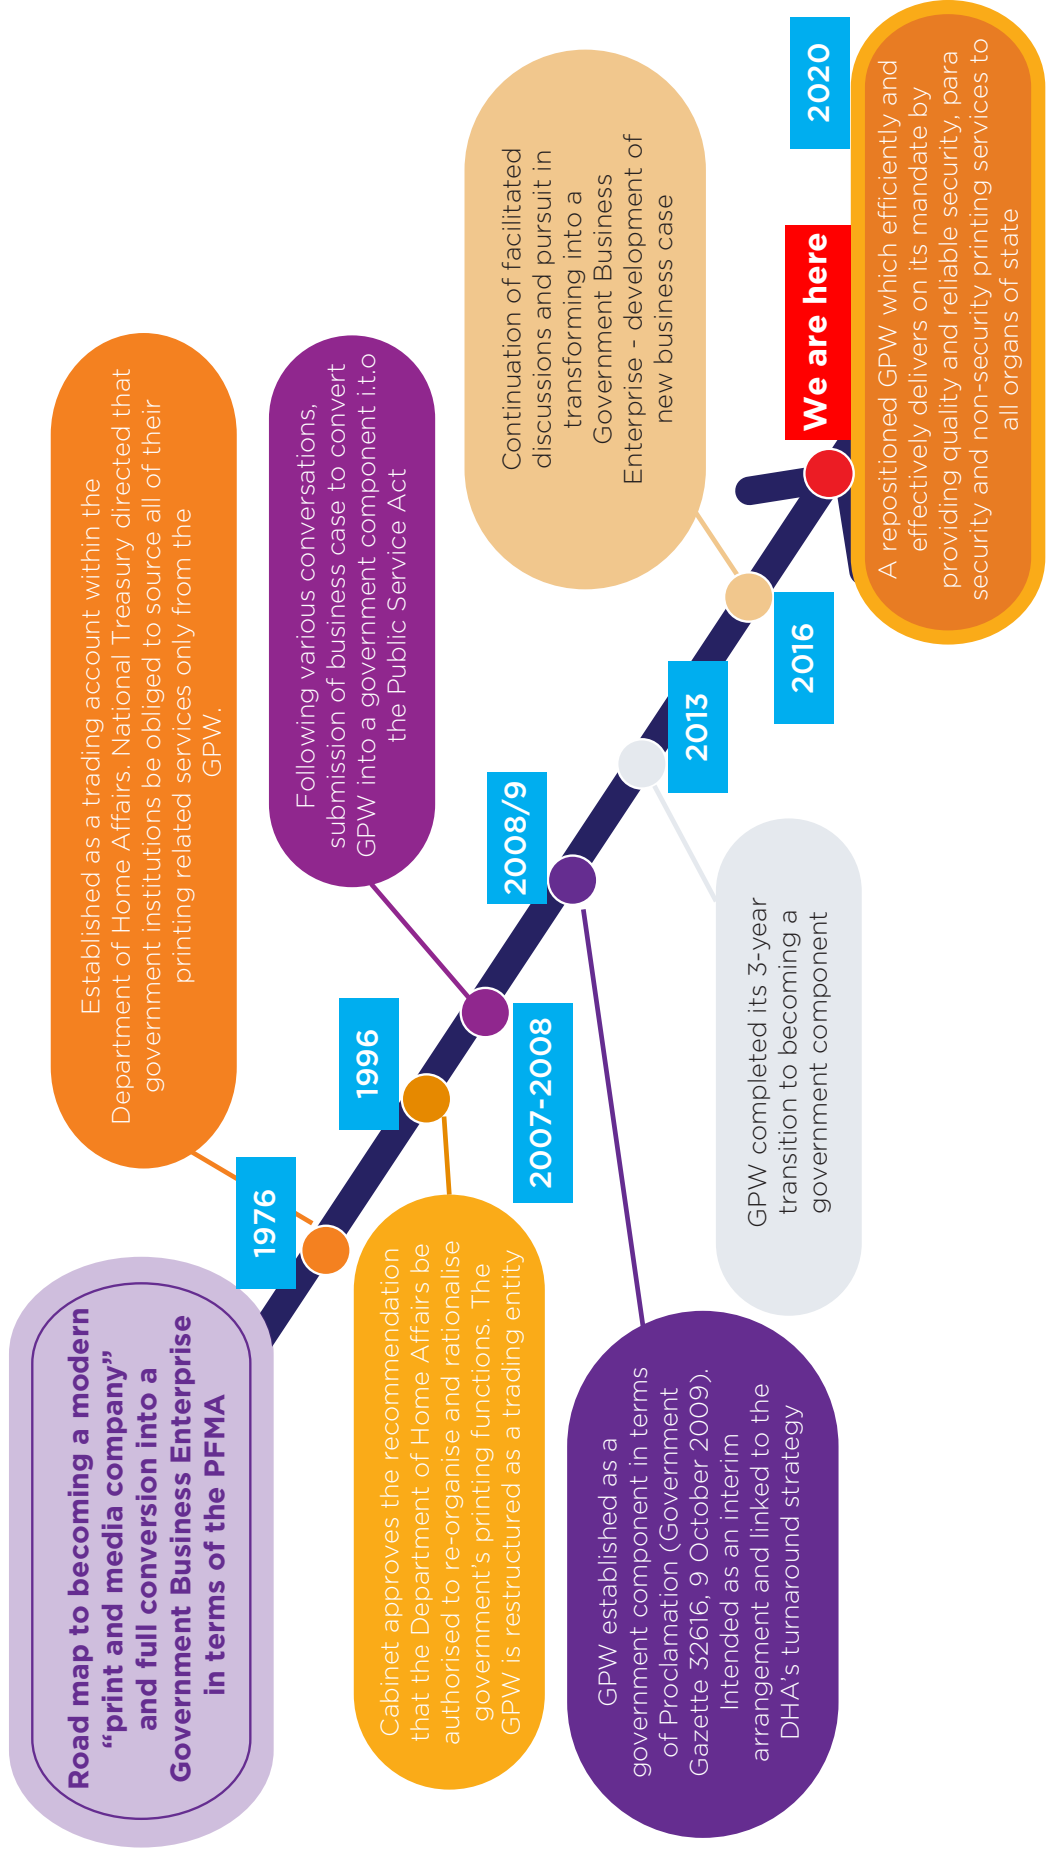 Road map to becoming a modern
“print and media company”
and full conversion into a
Government Business Enterprise
in terms of the PFMA
1976
Established as a trading account within the
Department of Home Affairs. National Treasury directed that
government institutions be obliged to source all of their
printing related services only from the
GPW.
1996
Cabinet approves the recommendation
that the Department of Home Affairs be
authorised to re-organise and rationalise
government’s printing functions. The
GPW is restructured as a trading entity
2007-2008
Following various conversations,
submission of business case to convert
GPW into a government component i.t.o
the Public Service Act
2008/9
GPW established as a
government component in terms
of Proclamation (Government
Gazette 32616, 9 October 2009).
Intended as an interim
arrangement and linked to the
DHA’s turnaround strategy
2013
GPW completed its 3-year
transition to becoming a
government component
2016
Continuation of facilitated
discussions and pursuit in
transforming into a
Government Business
Enterprise - development of
new business case
We are here
2020
A repositioned GPW which efficiently and
effectively delivers on its mandate by
providing quality and reliable security, para
security and non-security printing services to
all organs of state